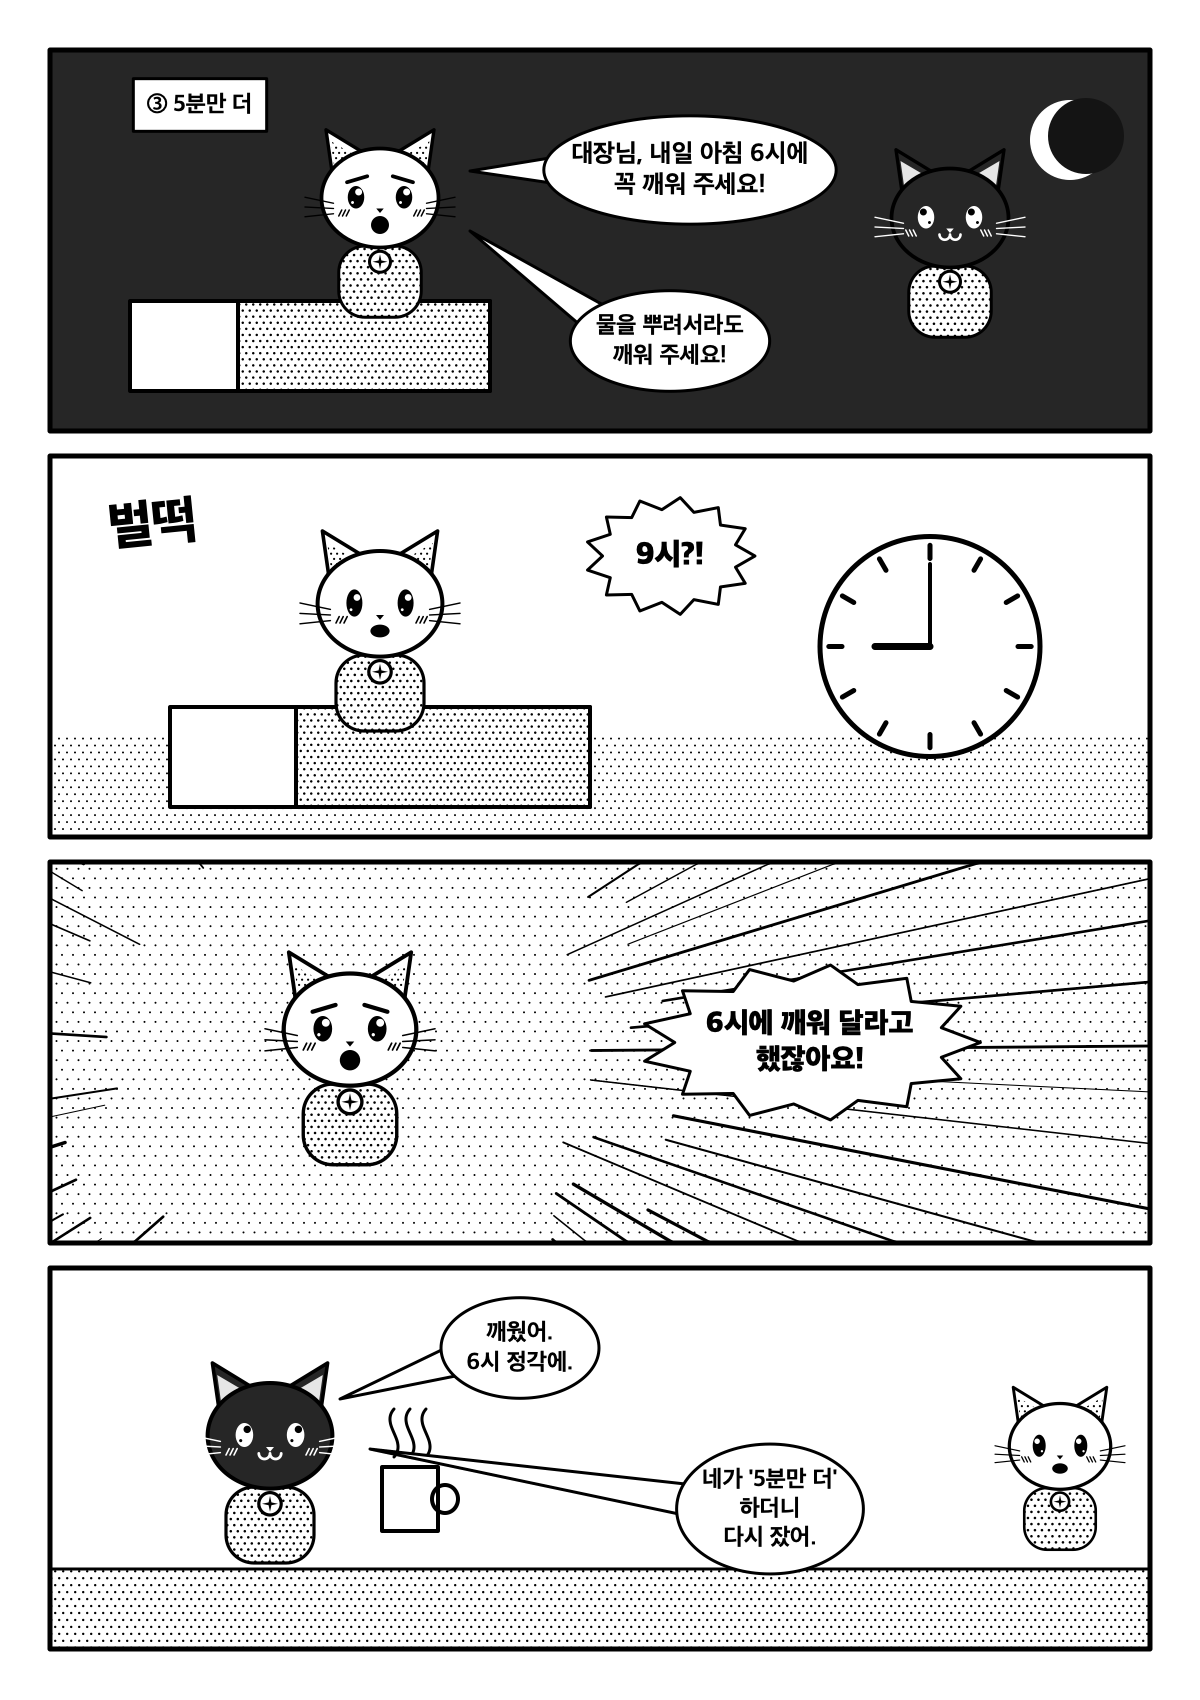 ③ 5분만 더
대장님, 내일 아침 6시에
꼭 깨워 주세요!
물을 뿌려서라도
깨워 주세요!
벌떡
9시?!
6시에 깨워 달라고
했잖아요!
깨웠어.
6시 정각에.
네가 '5분만 더'
하더니
다시 잤어.